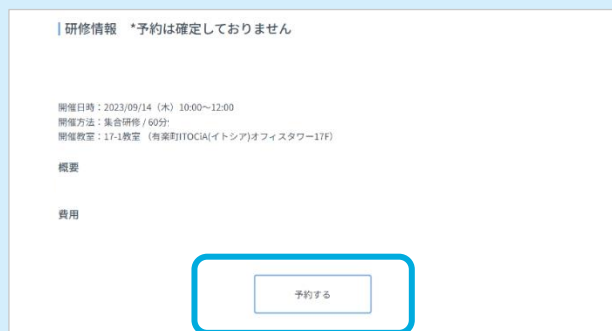 研修情報　*予約は確定しておりません
開催日時：2023/09/14（木）10:00～12:00
開催方法：集合研修 / 60分
開催教室：17-1教室 （有楽町ITOCiA(イトシア)オフィスタワー17F）
概要
費用
予約する